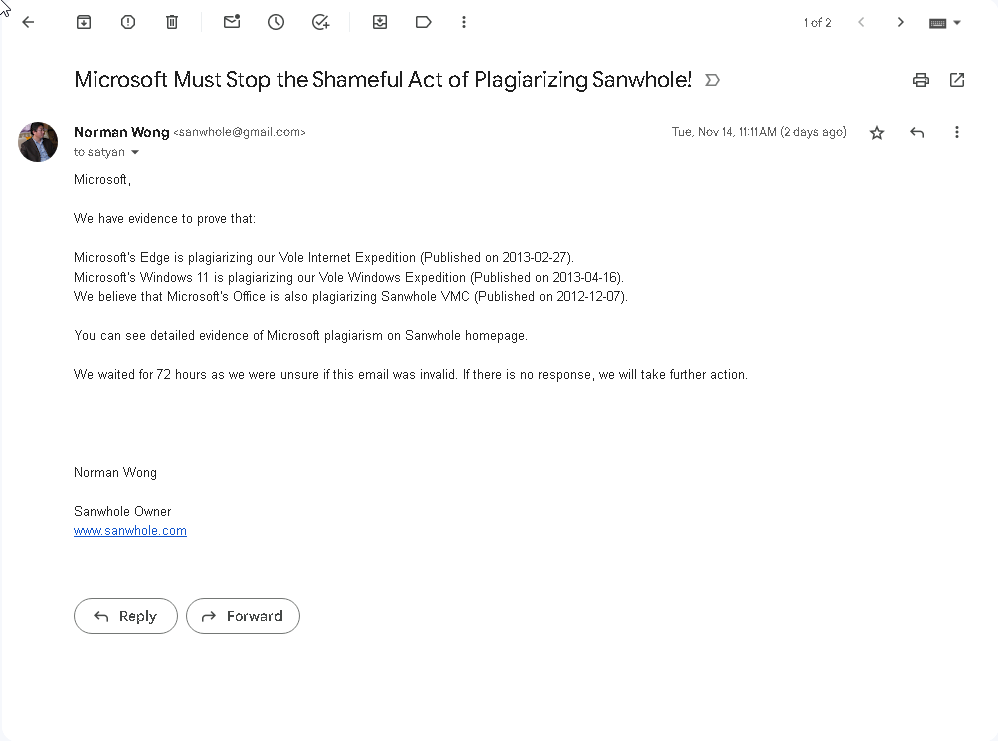 1 of 2
Microsoft Must Stop the Shameful Act of Plagiarizing Sanwhole!
Norman Wong <sanwhole@gmail.com>
Tue, Nov 14, 11:11 AM (2 days ago)
to satyan
Microsoft,
We have evidence to prove that:
Microsoft's Edge is plagiarizing our Vole Internet Expedition (Published on 2013-02-27).
Microsoft's Windows 11 is plagiarizing our Vole Windows Expedition (Published on 2013-04-16).
We believe that Microsoft's Office is also plagiarizing Sanwhole VMC (Published on 2012-12-07).
You can see detailed evidence of Microsoft plagiarism on Sanwhole homepage.
We waited for 72 hours as we were unsure if this email was invalid. If there is no response, we will take further action.
Norman Wong
Sanwhole Owner
www.sanwhole.com
Reply
Forward